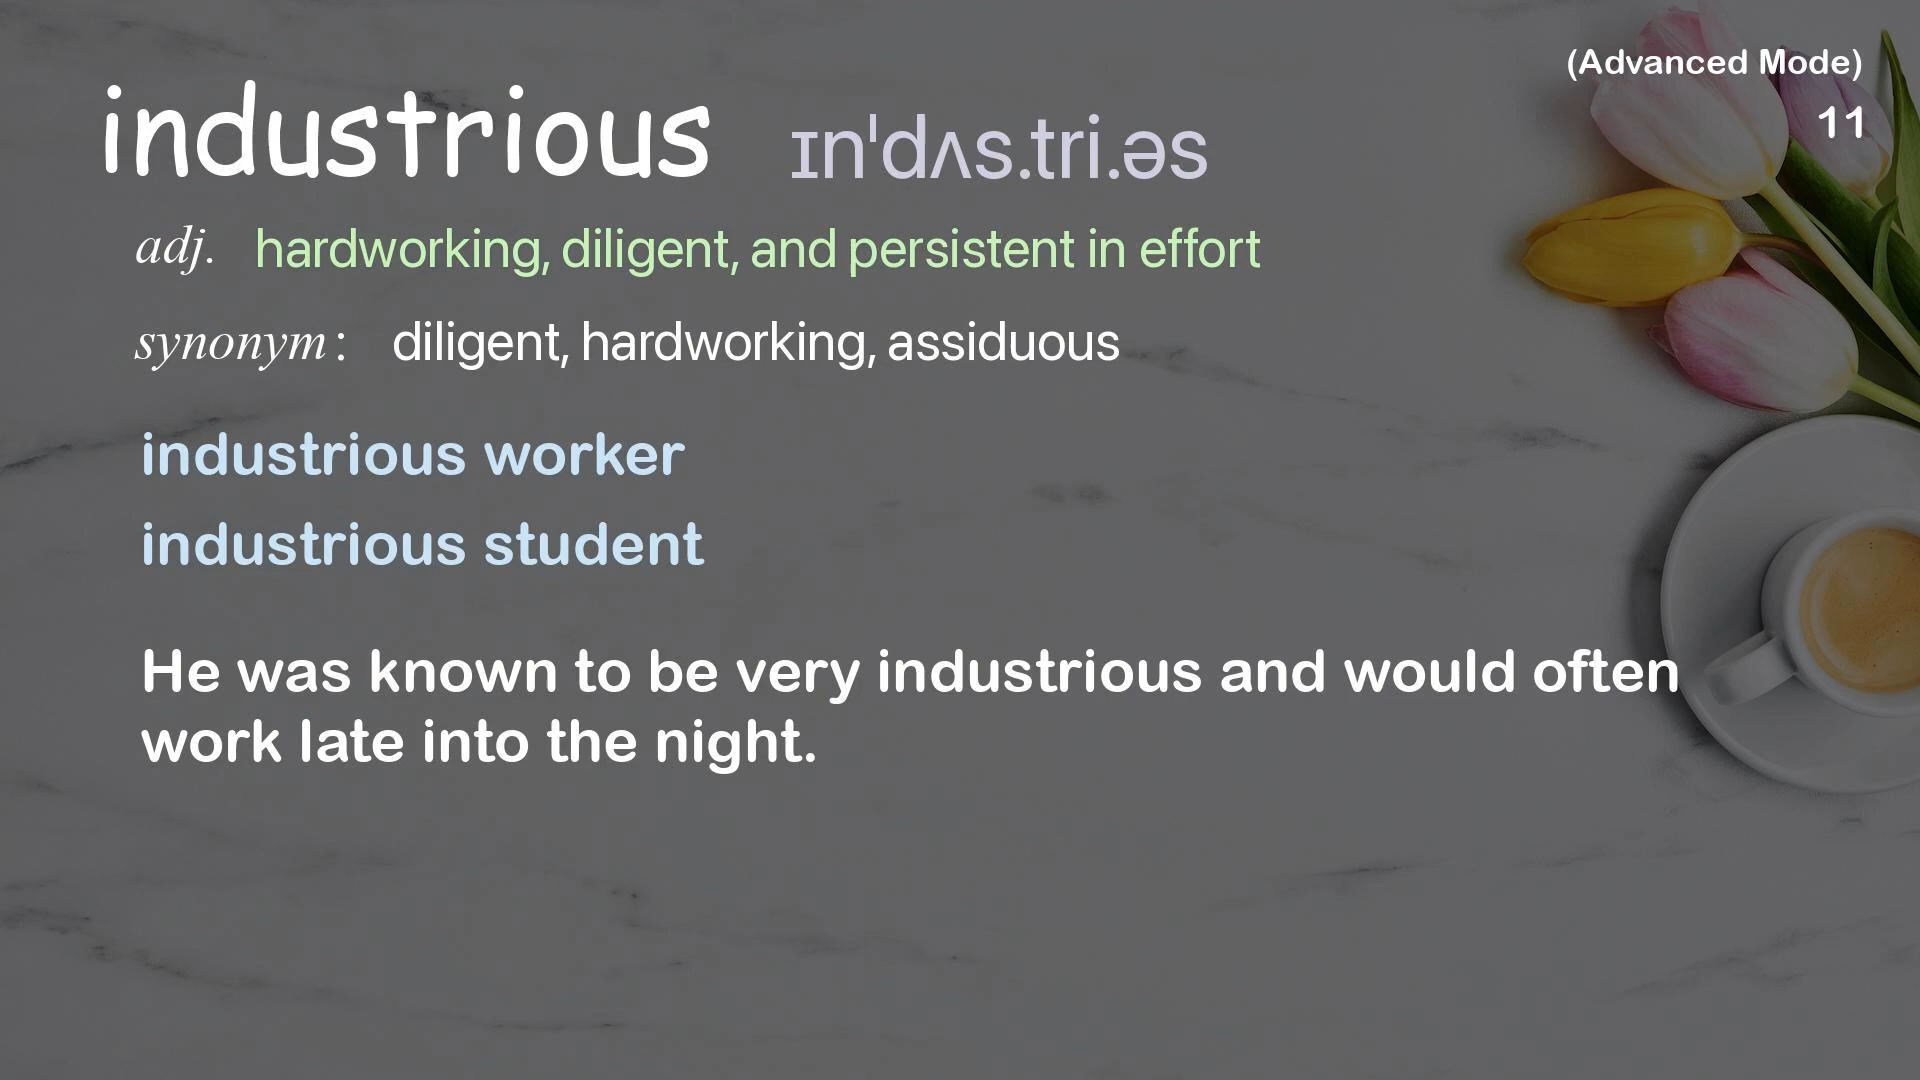 (Advanced Mode)
11
industrious ɪnˈdʌs.tri.əs
adj. hardworking, diligent, and persistent in effort
synonym: diligent, hardworking, assiduous
industrious worker
industrious student
He was known to be very industrious and would often
work late into the night.